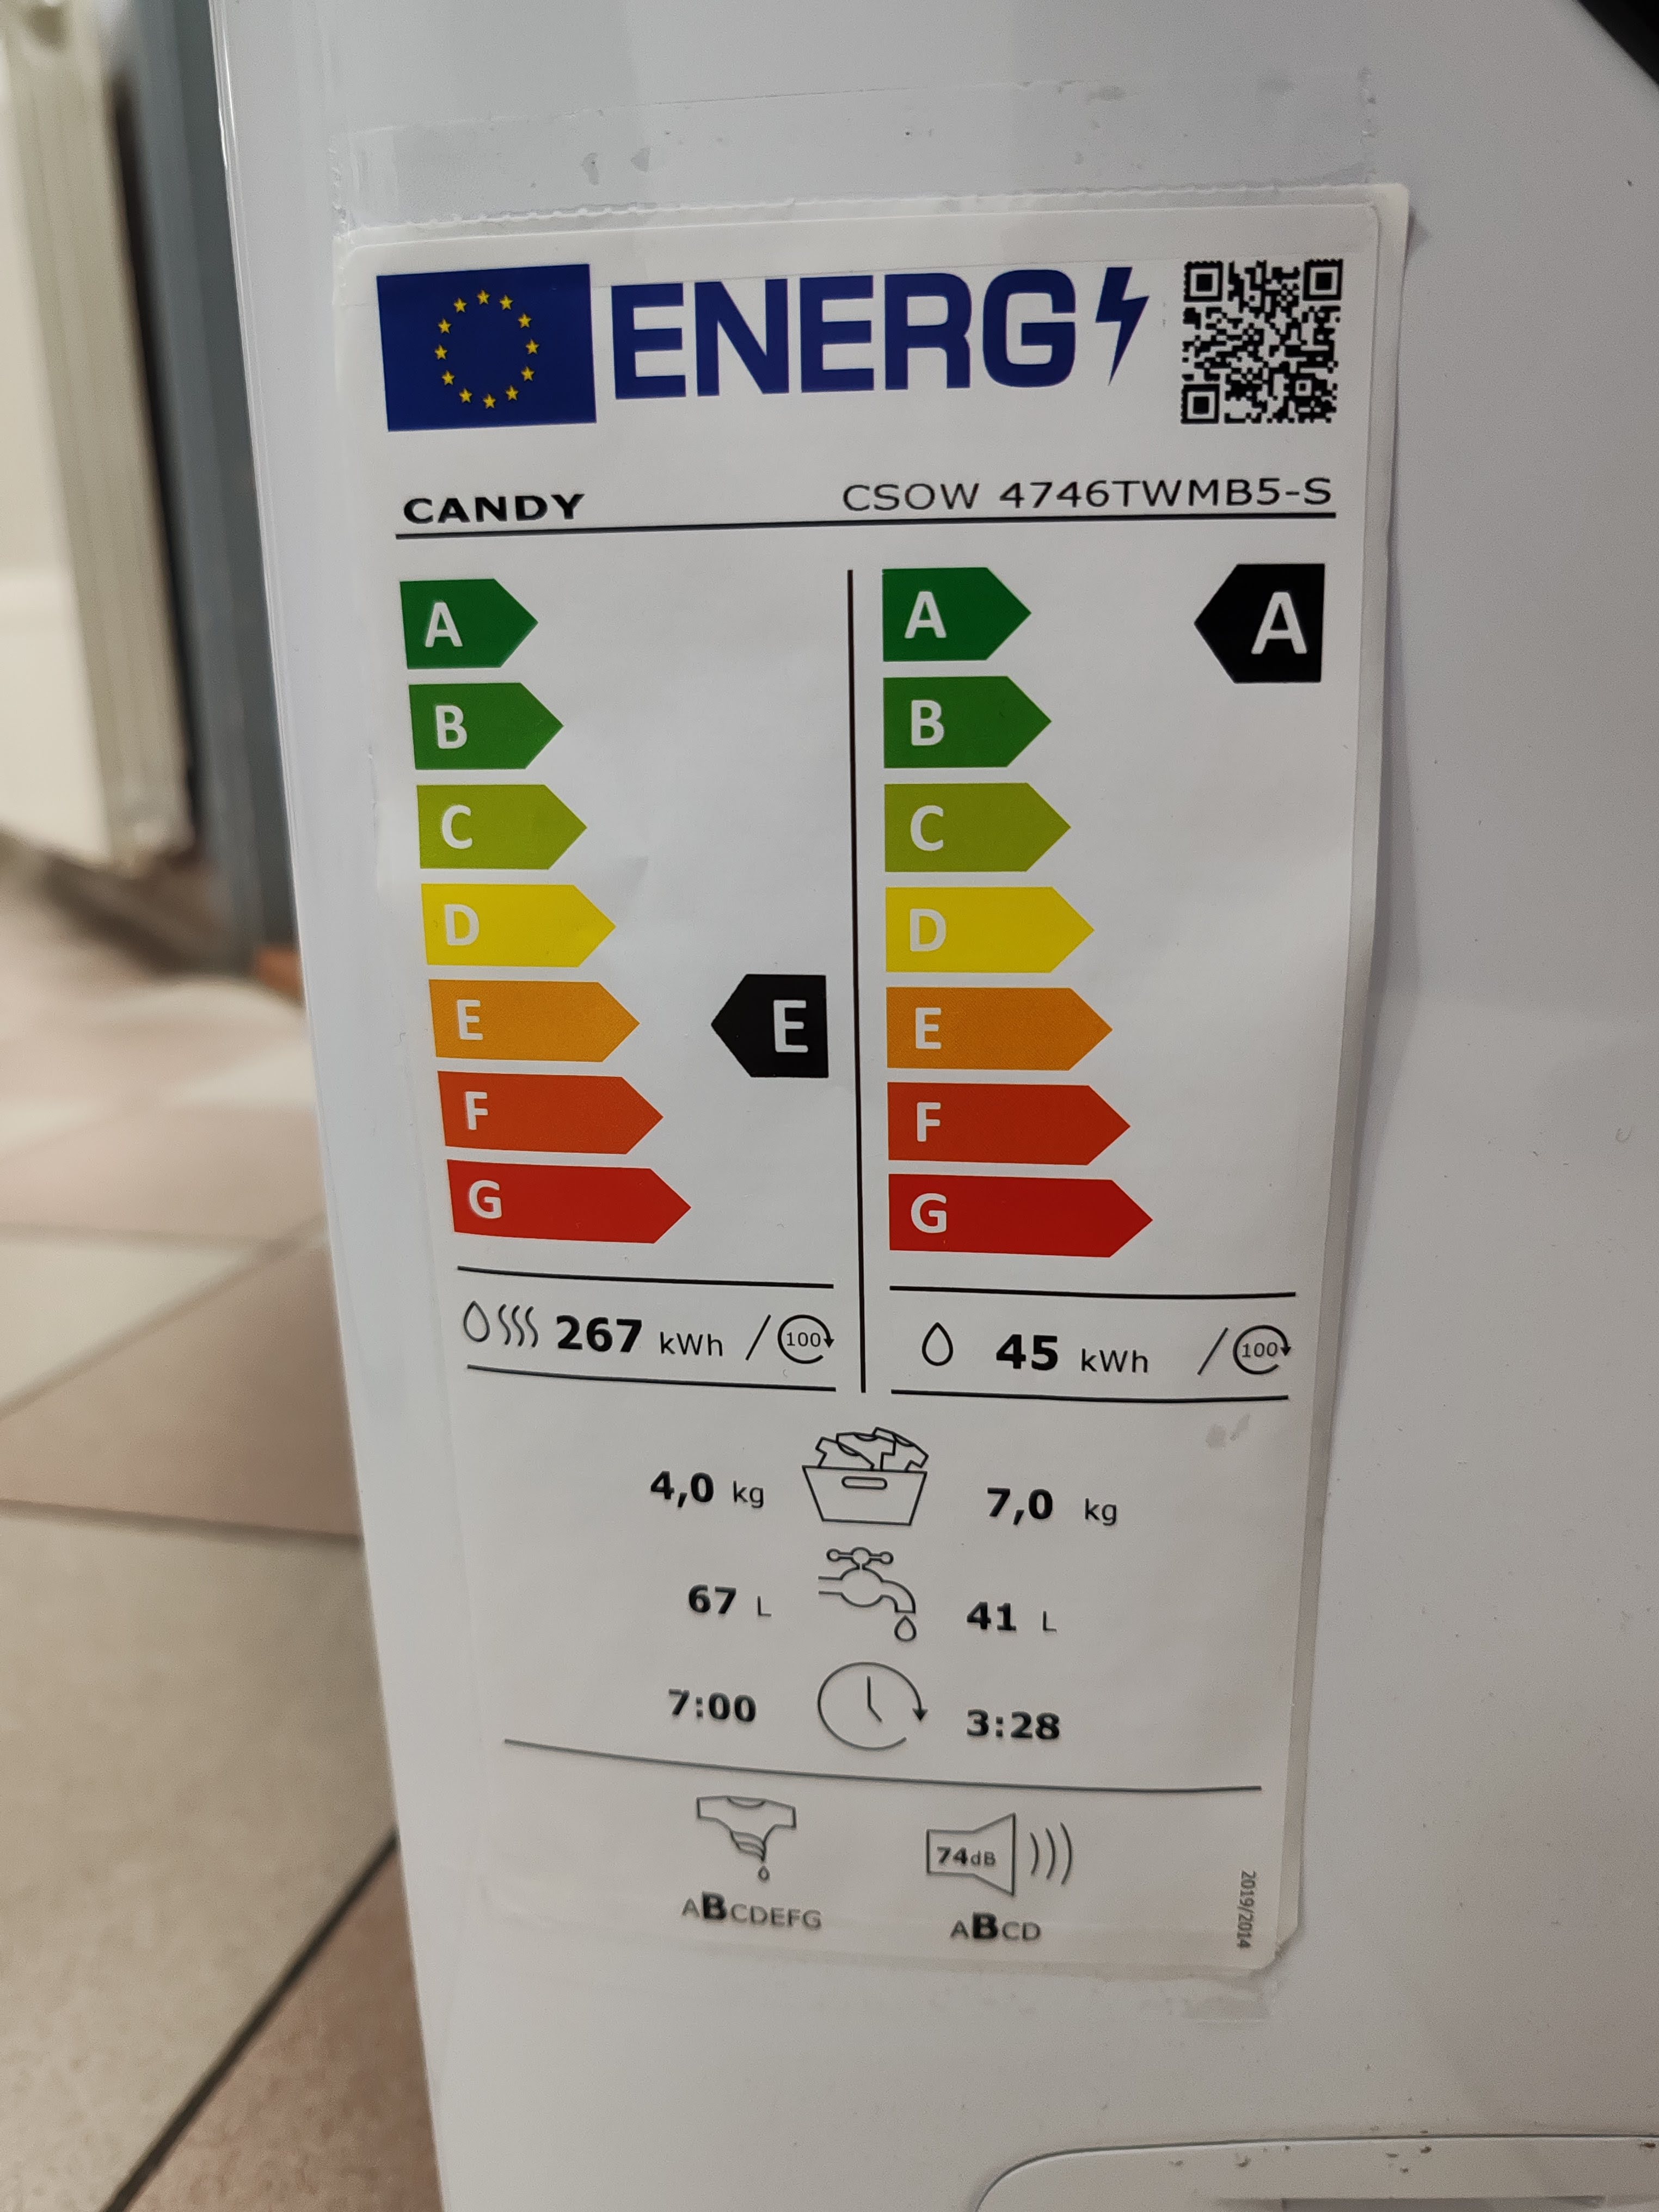 ENERG
CANDY CSOW 4746TWMB5-S
A A A
B B
C C
D D
E E E
F F
G G
267 kWh / 100 45 kWh / 100
4,0 kg 7,0 kg
67 L 41 L
7:00 3:28
74dB
ABCDEFG ABCD
2019/2014